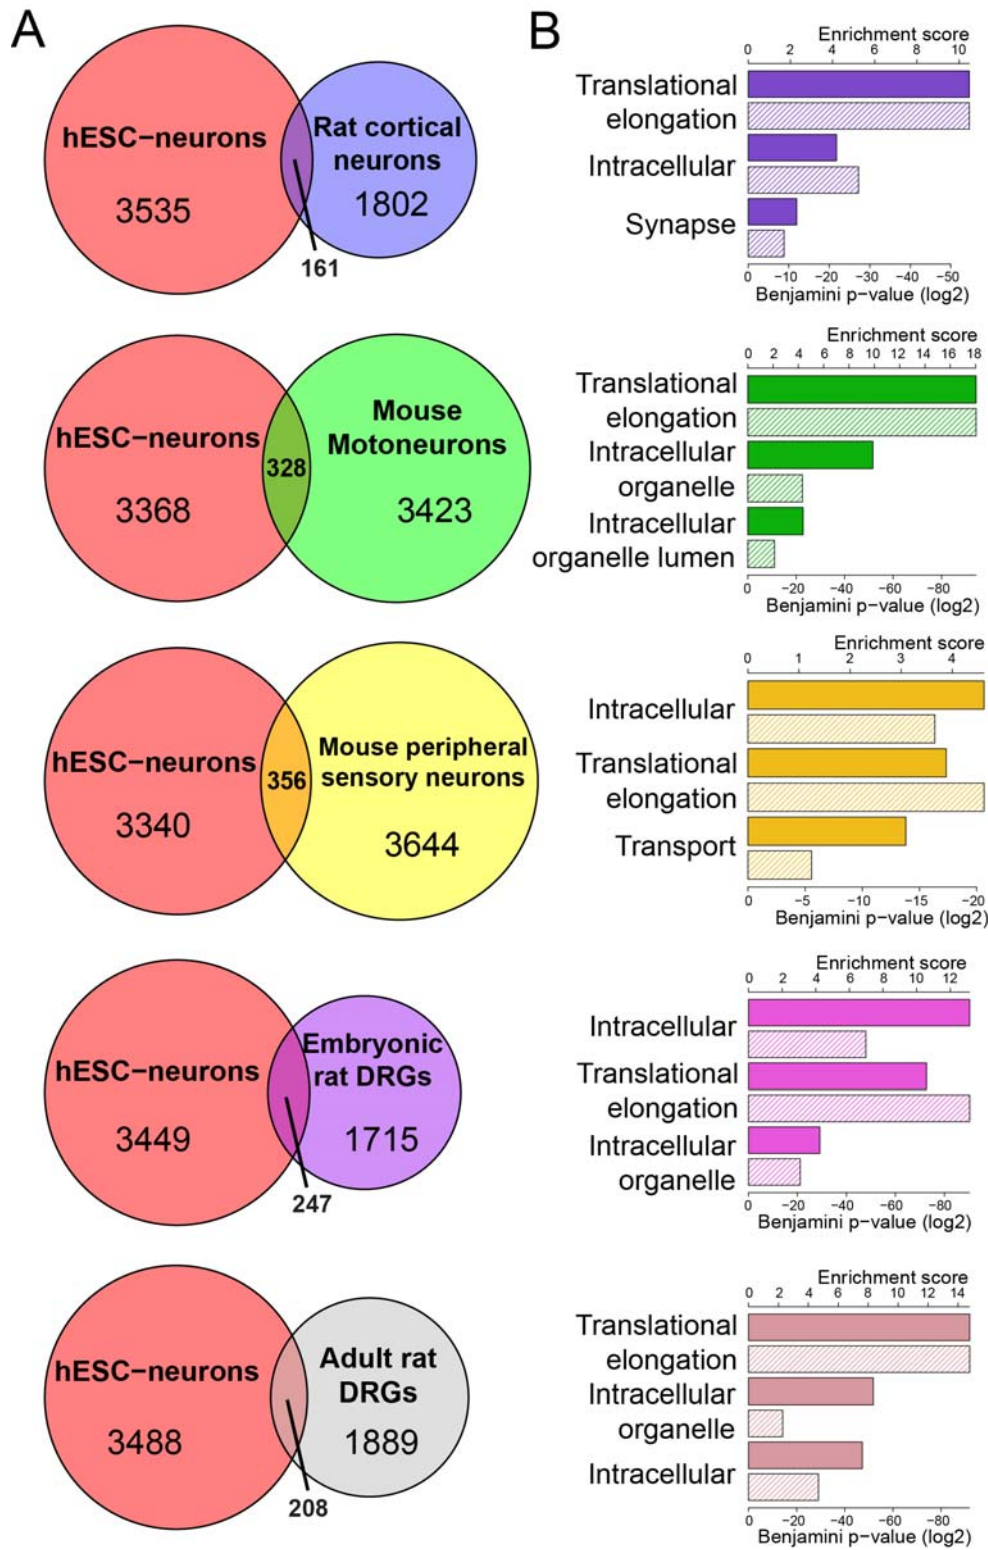 A
B
hESC−neurons
3535
Rat cortical
neurons
1802
161
Enrichment score
0 2 4 6 8 10
Translational
elongation
Intracellular
Synapse
0 −10 −20 −30 −40 −50
Benjamini p−value (log2)
hESC−neurons
3368
328
Mouse
Motoneurons
3423
Enrichment score
0 2 4 6 8 10 12 14 16 18
Translational
elongation
Intracellular
organelle
Intracellular
organelle lumen
0 −20 −40 −60 −80
Benjamini p−value (log2)
hESC−neurons
3340
356
Mouse peripheral
sensory neurons
3644
Enrichment score
0 1 2 3 4
Intracellular
Translational
elongation
Transport
0 −5 −10 −15 −20
Benjamini p−value (log2)
hESC−neurons
3449
Embryonic
rat DRGs
1715
247
Enrichment score
0 2 4 6 8 10 12
Intracellular
Translational
elongation
Intracellular
organelle
0 −20 −40 −60 −80
Benjamini p−value (log2)
hESC−neurons
3488
Adult rat
DRGs
1889
208
Enrichment score
0 2 4 6 8 10 12 14
Translational
elongation
Intracellular
organelle
Intracellular
0 −20 −40 −60 −80
Benjamini p−value (log2)